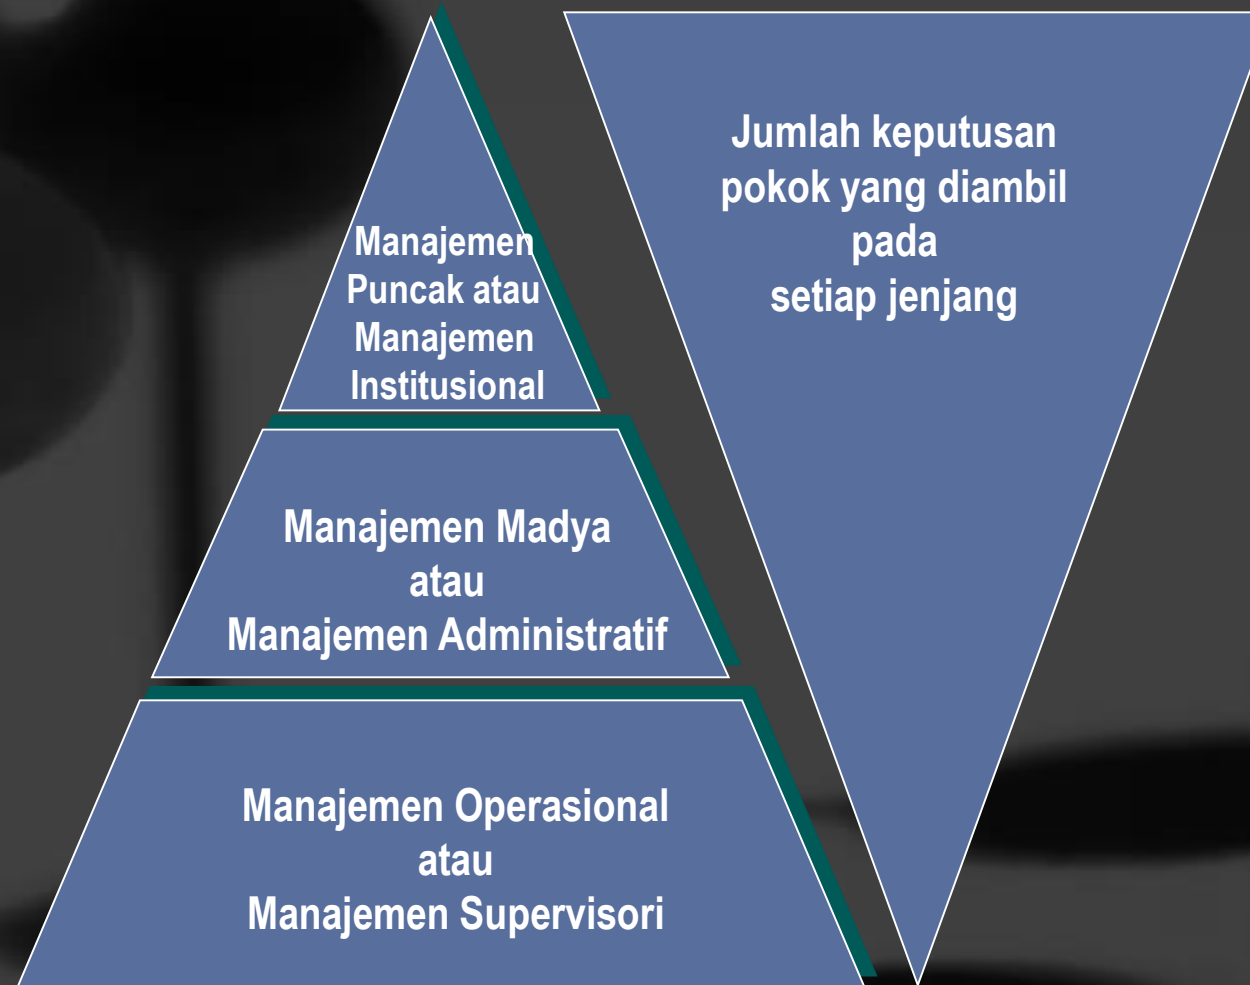 Manajemen
Puncak atau
Manajemen
Institusional
Manajemen Madya
atau
Manajemen Administratif
Manajemen Operasional
atau
Manajemen Supervisori
Jumlah keputusan
pokok yang diambil
pada
setiap jenjang